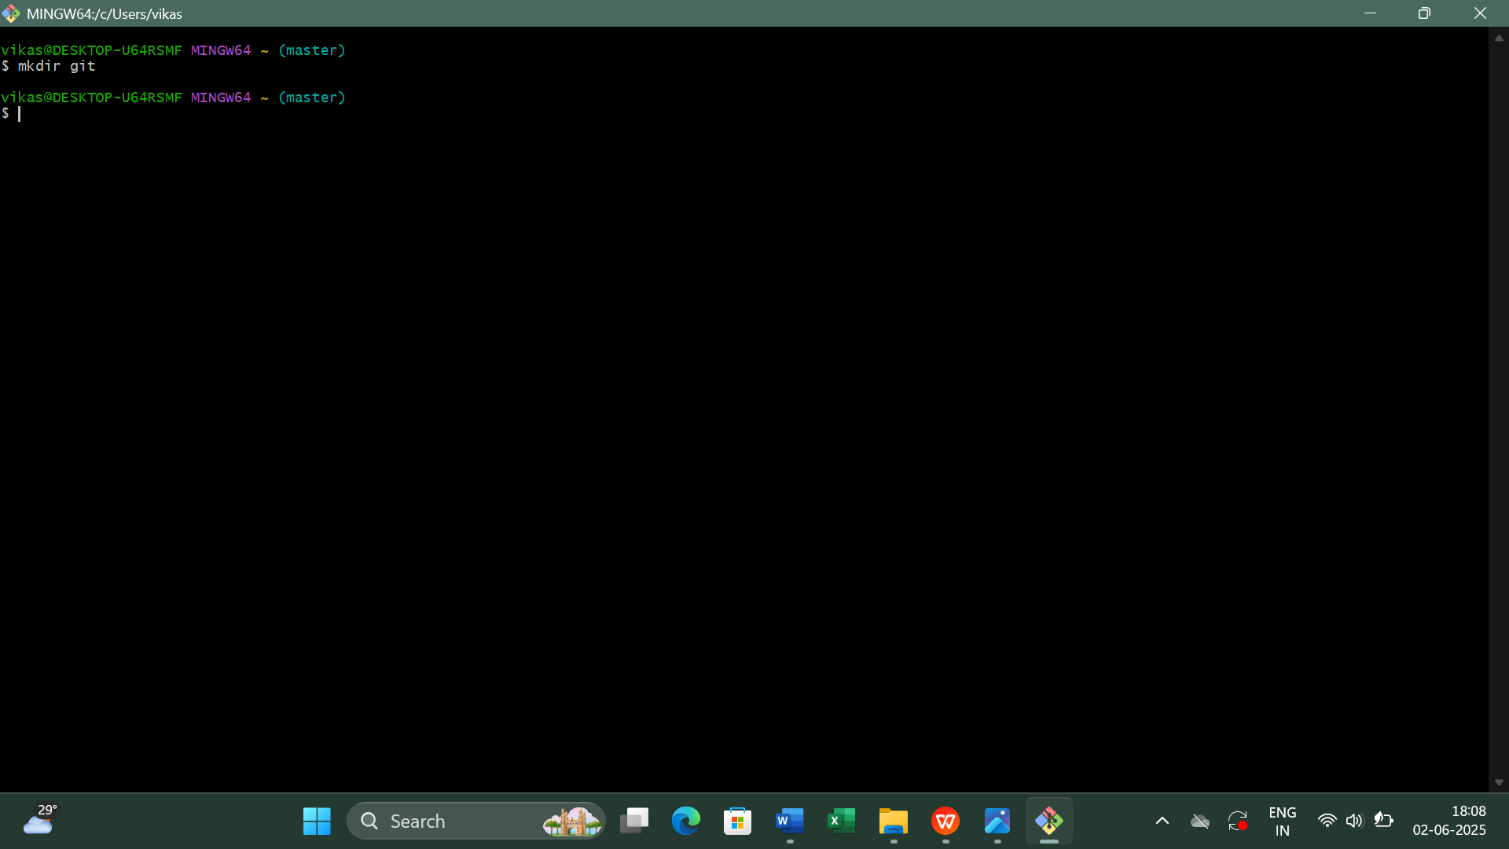 MINGW64:/c/Users/vikas
vikas@DESKTOP-U64RSMF MINGW64 ~ (master)
$ mkdir git
vikas@DESKTOP-U64RSMF MINGW64 ~ (master)
$
29°
Search
ENG
IN
18:08
02-06-2025